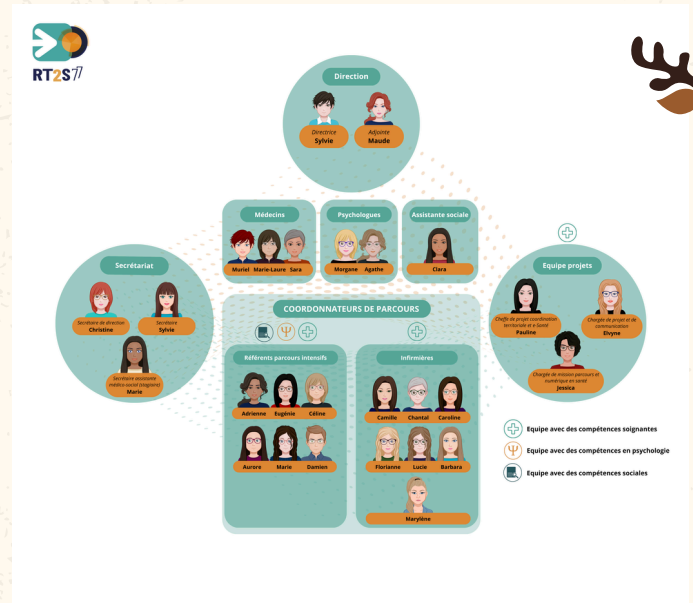 RT2S77
Direction
Directrice
Sylvie
Adjointe
Maude
Médecins
Muriel Marie-Laure Sara
Psychologues
Morgane Agathe
Assistante sociale
Clara
Secrétariat
Secrétaire de direction
Christine
Secrétaire
Sylvie
Secrétaire assistante
médico-social (stagiaire)
Marie
Equipe projets
Cheffe de projet coordination
territoriale et e Santé
Pauline
Chargée de projet et de
communication
Elvyne
Chargée de mission parcours et
numérique en santé
Jessica
COORDONNATEURS DE PARCOURS
Référents parcours intensifs
Adrienne Eugénie Céline
Aurore Marie Damien
Infirmières
Camille Chantal Caroline
Florianne Lucie Barbara
Marylène
Equipe avec des compétences soignantes
Equipe avec des compétences en psychologie
Equipe avec des compétences sociales